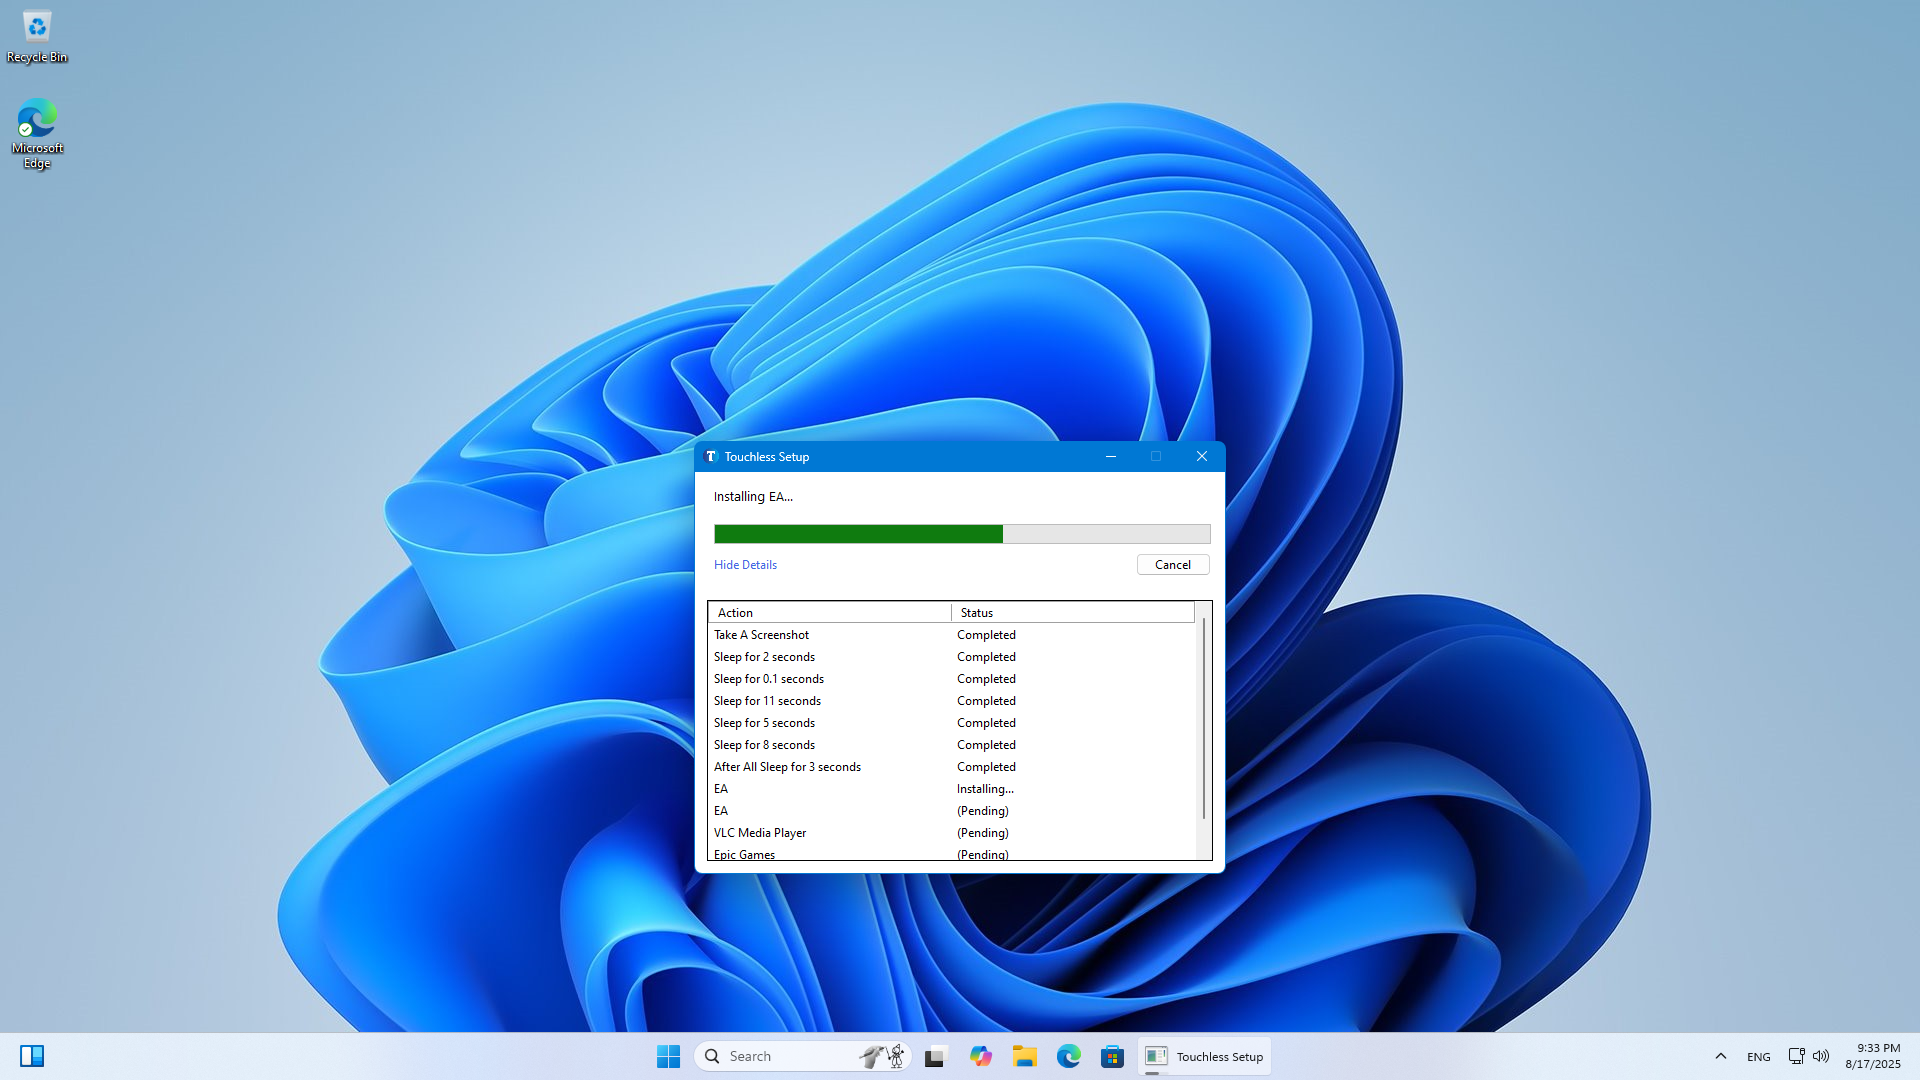 Recycle Bin
Microsoft
Edge
T Touchless Setup
Installing EA...
Hide Details
Cancel
Action Status
Take A Screenshot Completed
Sleep for 2 seconds Completed
Sleep for 0.1 seconds Completed
Sleep for 11 seconds Completed
Sleep for 5 seconds Completed
Sleep for 8 seconds Completed
After All Sleep for 3 seconds Completed
EA Installing...
EA (Pending)
VLC Media Player (Pending)
Epic Games (Pending)
Search
Touchless Setup
ENG
9:33 PM
8/17/2025